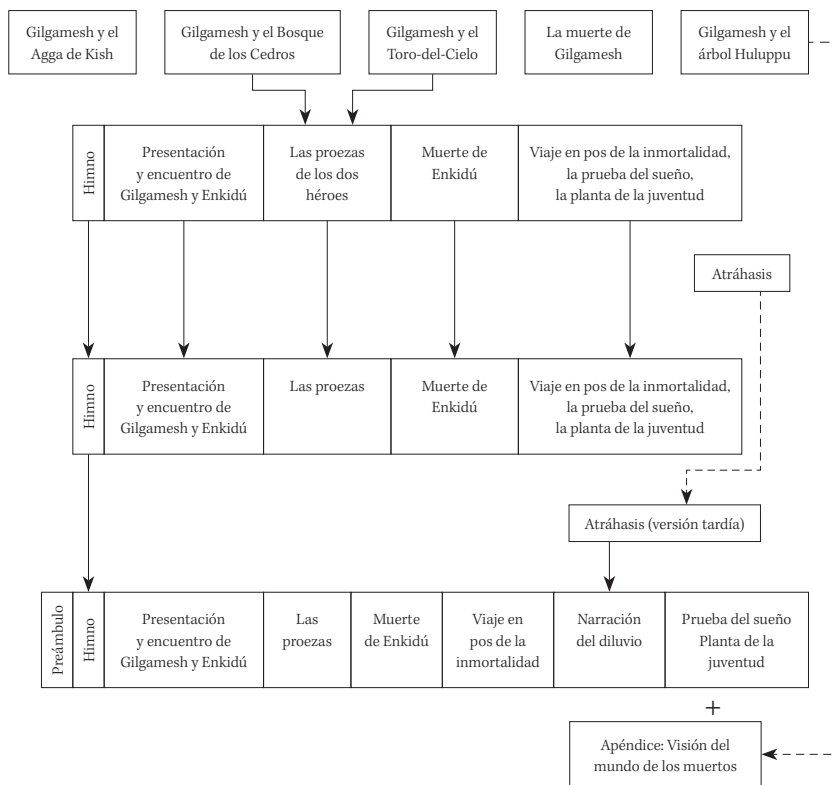 Gilgamesh y el
Agga de Kish
Gilgamesh y el Bosque
de los Cedros
Gilgamesh y el
Toro-del-Cielo
La muerte de
Gilgamesh
Gilgamesh y el
árbol Huluppu
Himno
Presentación
y encuentro de
Gilgamesh y Enkidú
Las proezas
de los dos
héroes
Muerte de
Enkidú
Viaje en pos de la inmortalidad,
la prueba del sueño,
la planta de la juventud
Atráhasis
Himno
Presentación
y encuentro de
Gilgamesh y Enkidú
Las proezas
Muerte de
Enkidú
Viaje en pos de la inmortalidad,
la prueba del sueño,
la planta de la juventud
Atráhasis (versión tardía)
Preámbulo
Himno
Presentación
y encuentro de
Gilgamesh y Enkidú
Las
proezas
Muerte
de Enkidú
Viaje en
pos de la
inmortalidad
Narración
del diluvio
Prueba del sueño
Planta de la
juventud
+
Apéndice: Visión del
mundo de los muertos